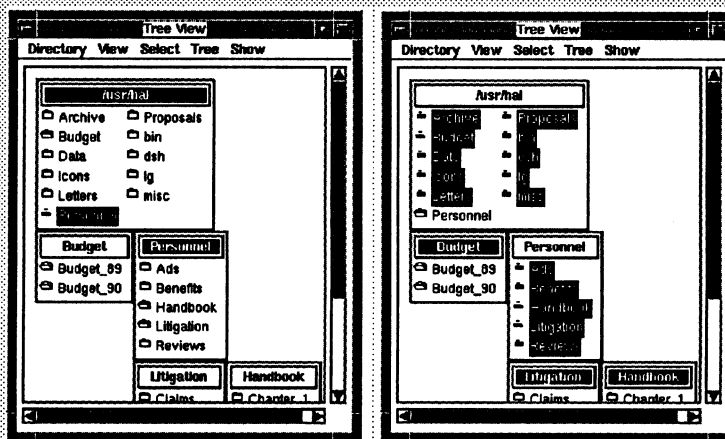 Tree View
Directory View Select Tree Show
/usr/hal
Archive Proposals
Budget bin
Data dsh
Icons lg
Letters misc
Personnel
Budget Personnel
Budget_89 Ads
Budget_90 Benefits
Handbook
Litigation
Reviews
Litigation Handbook
Claims Chapter_1
Tree View
Directory View Select Tree Show
/usr/hal
Archive Proposals
Budget bin
Data dsh
Icons lg
Letters misc
Personnel
Budget Personnel
Budget_89 Ads
Budget_90 Benefits
Handbook
Litigation
Reviews
Litigation Handbook
Claims Chapter_1